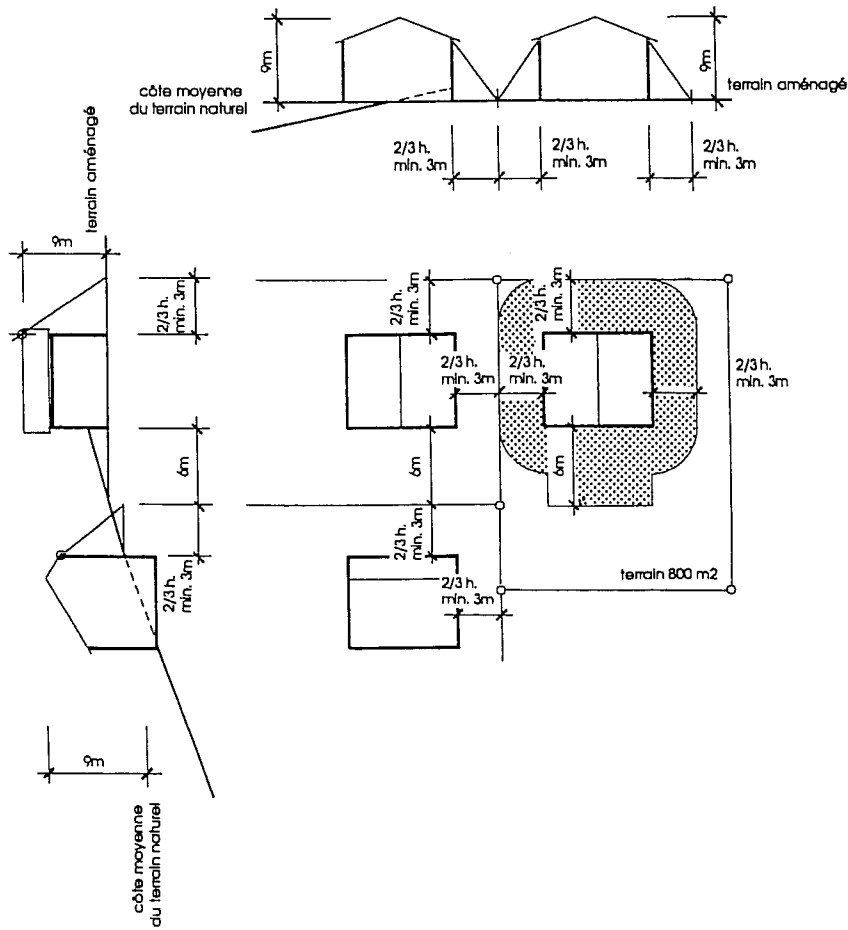 9m
9m
côte moyenne
du terrain naturel
terrain aménagé
2/3 h.
min. 3m
2/3 h.
min. 3m
2/3 h.
min. 3m
terrain aménagé
9m
2/3 h.
min. 3m
2/3 h.
min. 3m
2/3 h.
min. 3m
2/3 h.
min. 3m
2/3 h.
min. 3m
2/3 h.
min. 3m
6m
6m
6m
2/3 h.
min. 3m
2/3 h.
min. 3m
2/3 h.
min. 3m
terrain 800 m2
9m
côte moyenne
du terrain naturel